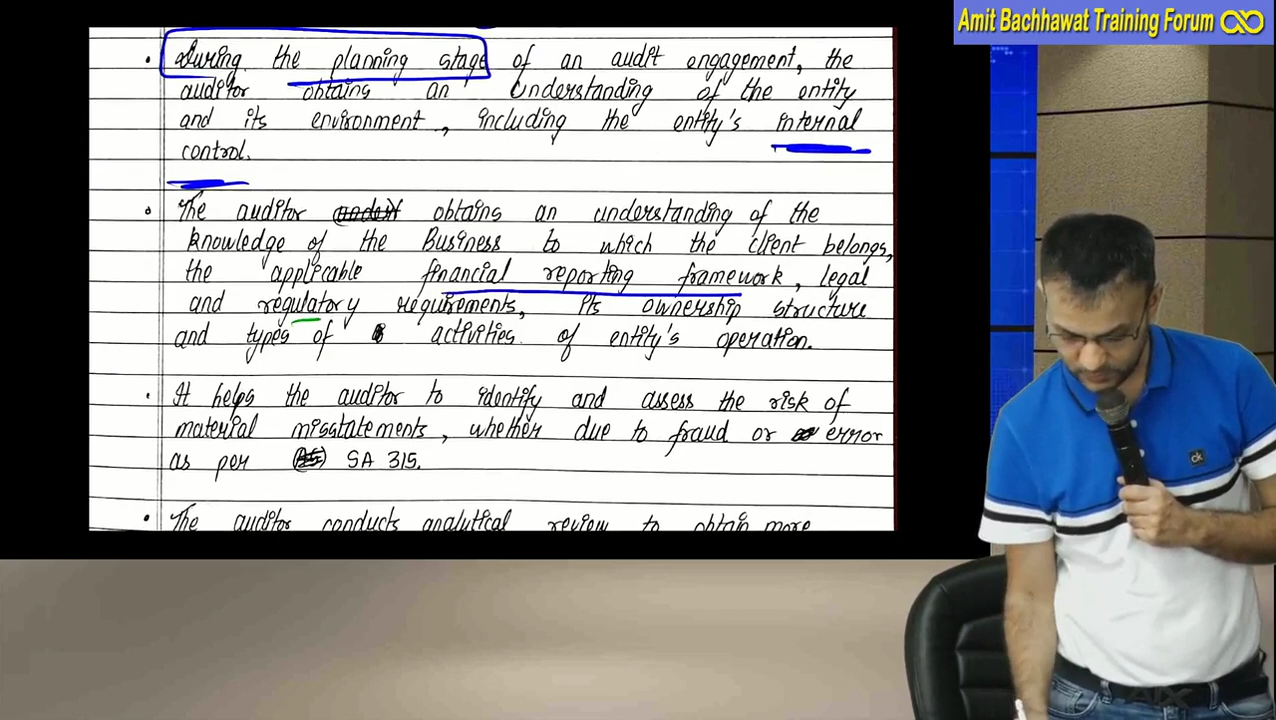 Amit Bachhawat Training Forum
• During the planning stage of an audit engagement, the
auditor obtains an understanding of the entity
and its environment, including the entity's internal
control.
• The auditor obtains an understanding of the
knowledge of the Business to which the client belongs,
the applicable financial reporting framework, legal
and regulatory requirements, its ownership structure
and types of activities of entity's operation.
• It helps the auditor to identify and assess the risk of
material misstatements, whether due to fraud or error
as per SA 315.
• The auditor conducts analytical review to obtain more
ck